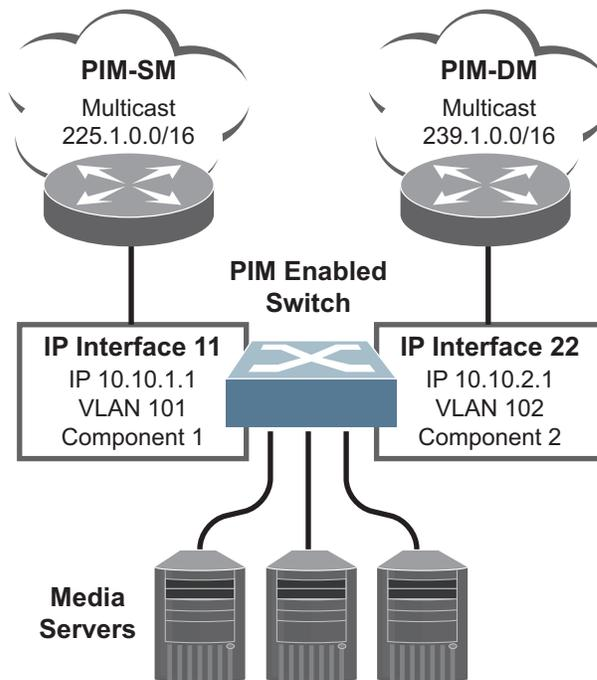 PIM-SM
Multicast
225.1.0.0/16
PIM-DM
Multicast
239.1.0.0/16
PIM Enabled
Switch
IP Interface 11
IP 10.10.1.1
VLAN 101
Component 1
IP Interface 22
IP 10.10.2.1
VLAN 102
Component 2
Media
Servers